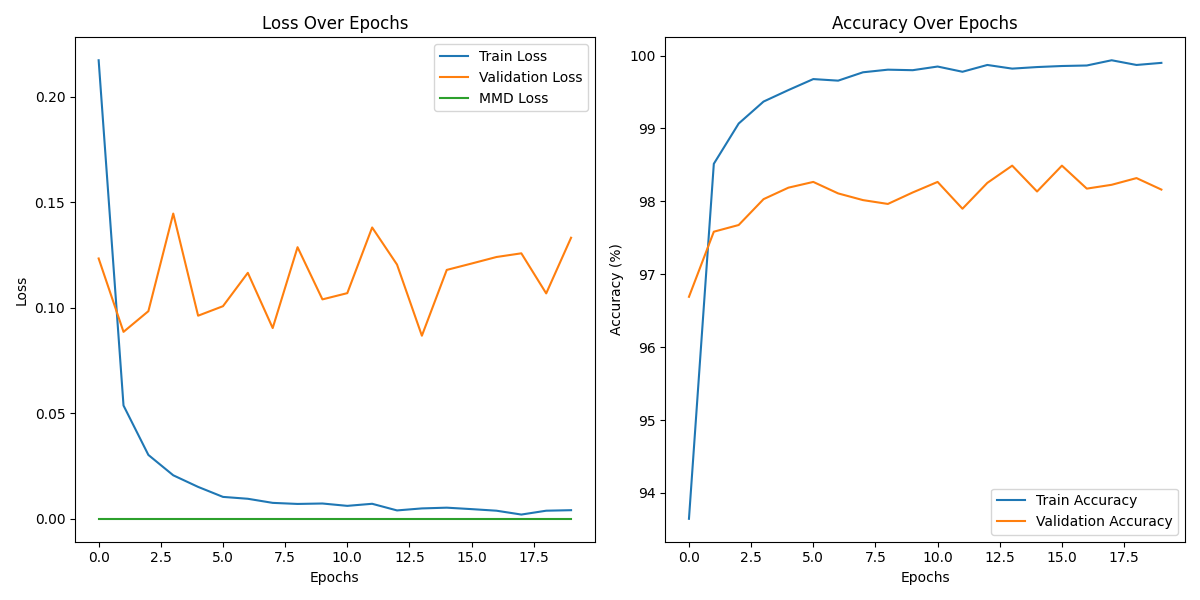 Loss Over Epochs
Train Loss
Validation Loss
MMD Loss
Loss
0.20
0.15
0.10
0.05
0.00
0.0 2.5 5.0 7.5 10.0 12.5 15.0 17.5
Epochs
Accuracy Over Epochs
Accuracy (%)
100
99
98
97
96
95
94
Train Accuracy
Validation Accuracy
0.0 2.5 5.0 7.5 10.0 12.5 15.0 17.5
Epochs